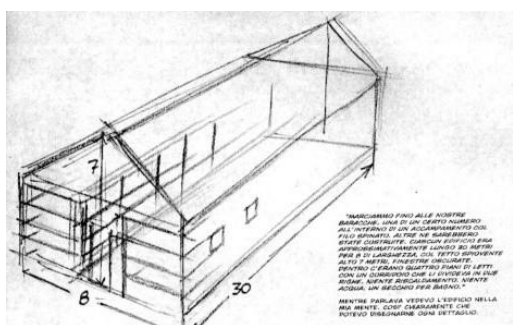 7
8
30
"MARCIAMMO FINO ALLE NOSTRE
BARACCHE, UNA DI UN CERTO NUMERO
ALL'INTERNO DI UN ACCAMPAMENTO COL
FILO SPINATO. ALTRE NE SAREBBERO
STATE COSTRUITE. CIASCUN EDIFICIO ERA
APPROSSIMATIVAMENTE LUNGO 30 METRI
PER 8 DI LARGHEZZA, COL TETTO SPIOVENTE
ALTO 7 METRI, FINESTRE OSCURATE.
DENTRO C'ERANO QUATTRO PIANI DI LETTI
CON UN CORRIDOIO CHE LI DIVIDEVA IN DUE
RIGHE. NIENTE RISCALDAMENTO. NIENTE
ACQUA. UN SECCHIO PER BAGNO."
MENTRE PARLAVA VEDEVO L'EDIFICIO NELLA
MIA MENTE. COSÌ CHIARAMENTE CHE
POTEVO DISEGNARNE OGNI DETTAGLIO.